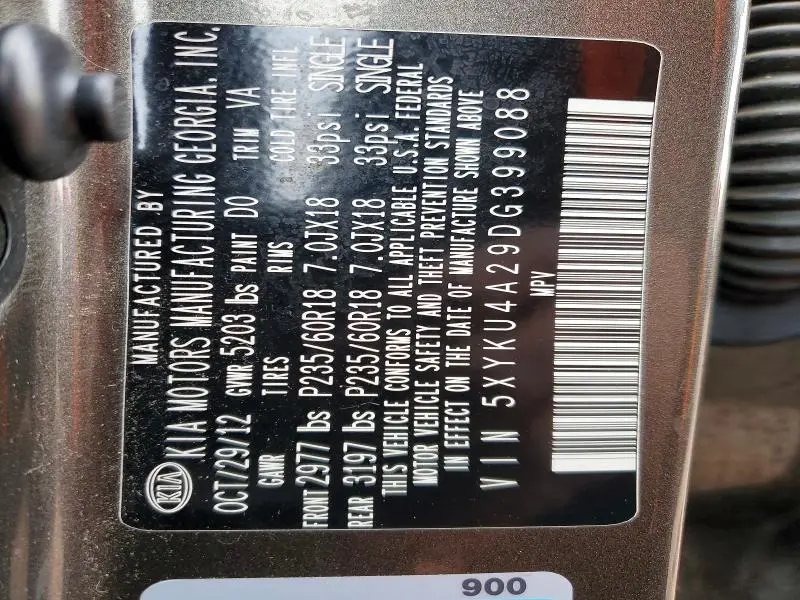 MANUFACTURED BY
KIA KIA MOTORS MANUFACTURING GEORGIA, INC.
OCT/29/12 GVWR 5203 lbs PAINT D0 TRIM VA
GAWR TIRES RIMS COLD TIRE INFL
FRONT 2977 lbs P235/60R18 7.0JX18 33psi SINGLE
REAR 3197 lbs P235/60R18 7.0JX18 33psi SINGLE
THIS VEHICLE CONFORMS TO ALL APPLICABLE U.S.A. FEDERAL
MOTOR VEHICLE SAFETY AND THEFT PREVENTION STANDARDS
IN EFFECT ON THE DATE OF MANUFACTURE SHOWN ABOVE
VIN 5XYKU4A29DG399088
MPV
900